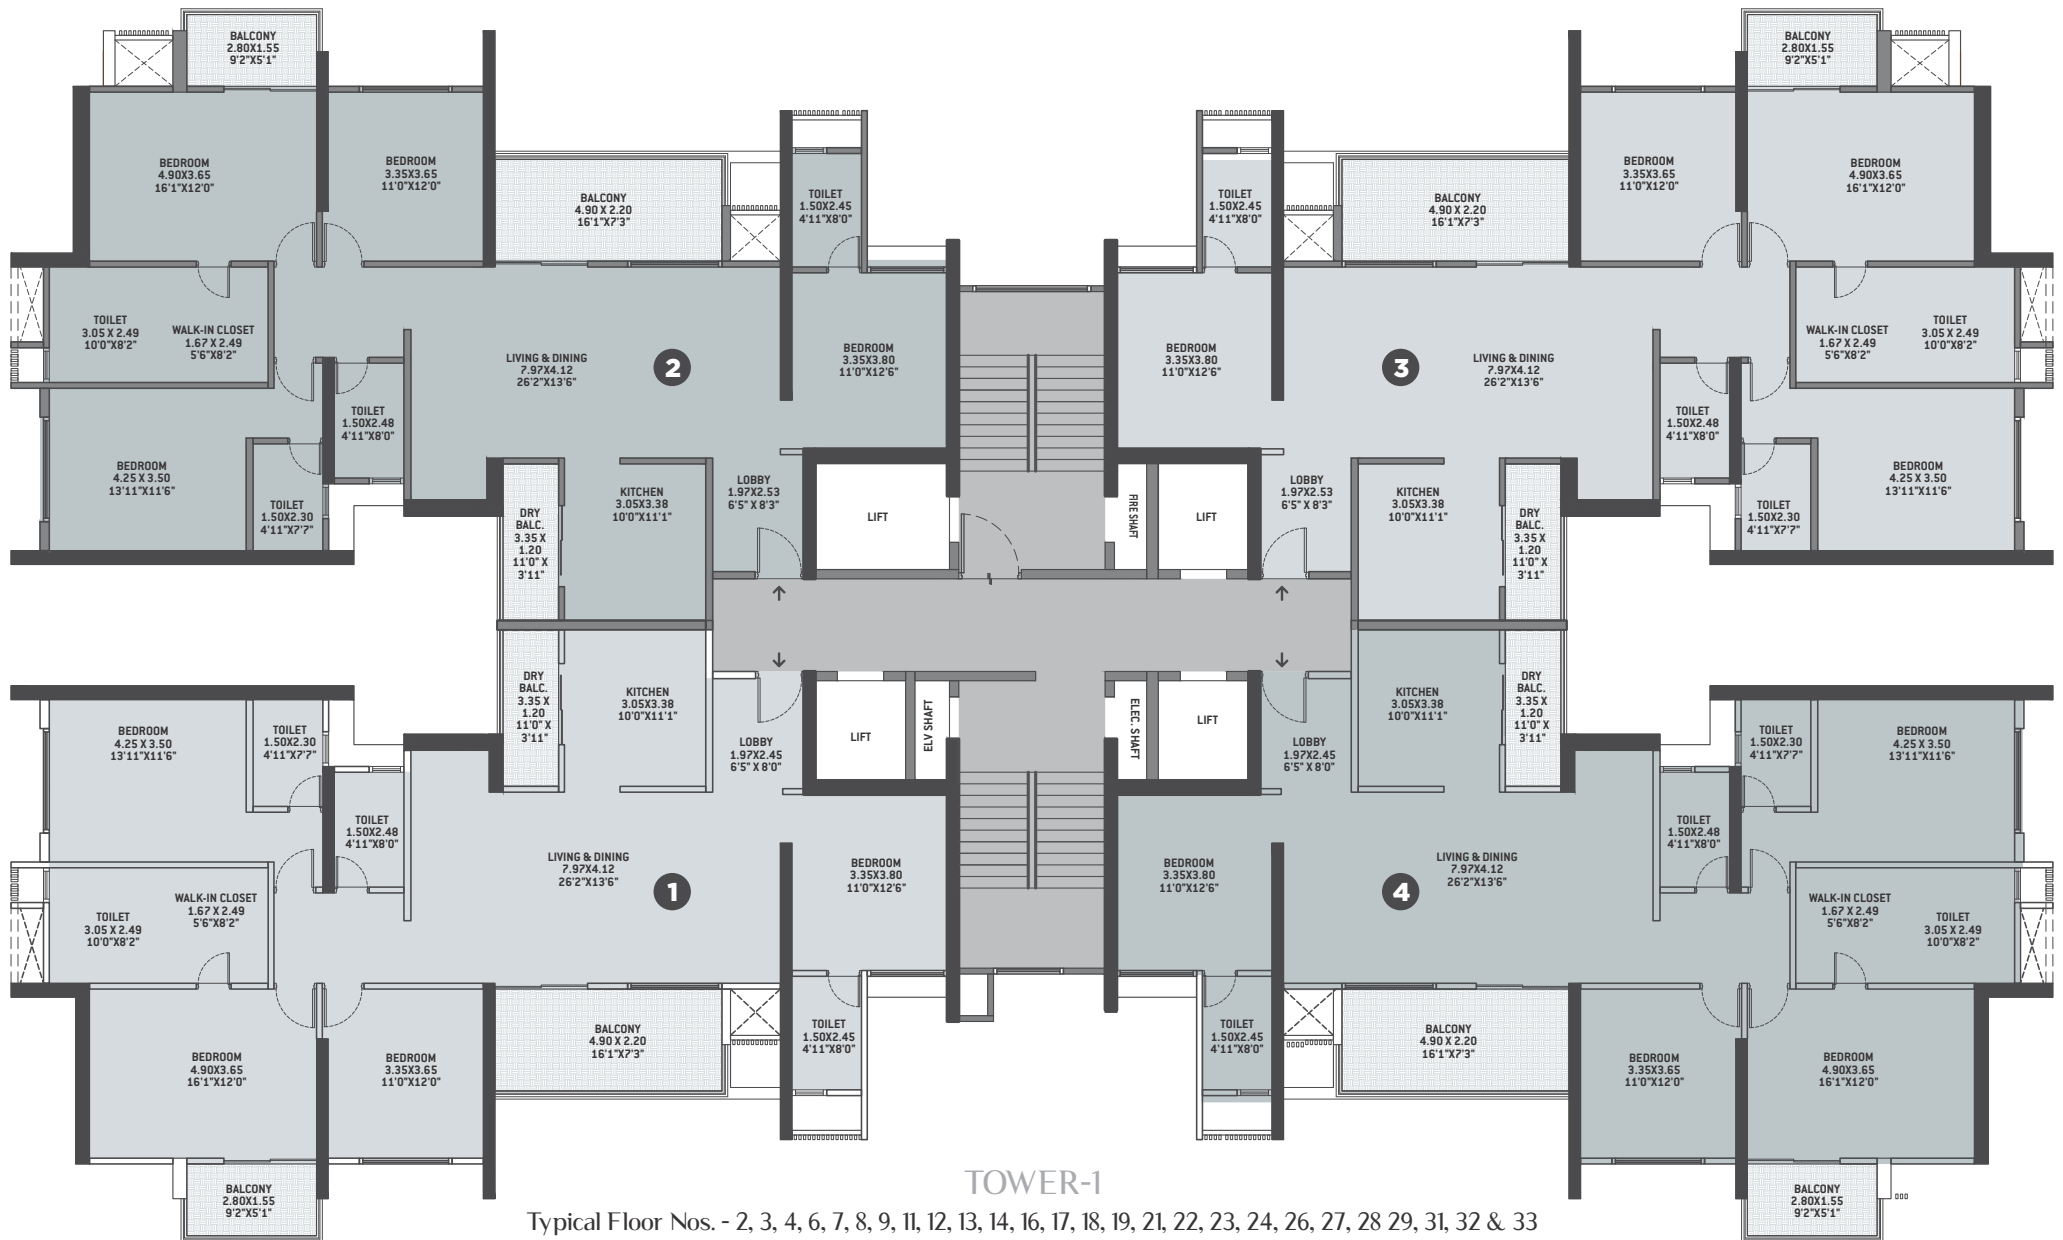 BALCONY
2.80X1.55
9'2"X5'1"
BEDROOM
4.90X3.65
16'1"X12'0"
BEDROOM
3.35X3.65
11'0"X12'0"
BALCONY
4.90 X 2.20
16'1"X7'3"
TOILET
1.50X2.45
4'11"X8'0"
TOILET
3.05 X 2.49
10'0"X8'2"
WALK-IN CLOSET
1.67 X 2.49
5'6"X8'2"
LIVING & DINING
7.97X4.12
26'2"X13'6"
2
BEDROOM
3.35X3.80
11'0"X12'6"
TOILET
1.50X2.48
4'11"X8'0"
BEDROOM
4.25 X 3.50
13'11"X11'6"
TOILET
1.50X2.30
4'11"X7'7"
DRY
BALC.
3.35 X
1.20
11'0" X
3'11"
KITCHEN
3.05X3.38
10'0"X11'1"
LOBBY
1.97X2.53
6'5" X 8'3"
LIFT
BALCONY
2.80X1.55
9'2"X5'1"
TOILET
1.50X2.45
4'11"X8'0"
BALCONY
4.90 X 2.20
16'1"X7'3"
BEDROOM
3.35X3.65
11'0"X12'0"
BEDROOM
4.90X3.65
16'1"X12'0"
BEDROOM
3.35X3.80
11'0"X12'6"
3
LIVING & DINING
7.97X4.12
26'2"X13'6"
WALK-IN CLOSET
1.67 X 2.49
5'6"X8'2"
TOILET
3.05 X 2.49
10'0"X8'2"
TOILET
1.50X2.48
4'11"X8'0"
BEDROOM
4.25 X 3.50
13'11"X11'6"
TOILET
1.50X2.30
4'11"X7'7"
FIRE SHAFT
LIFT
LOBBY
1.97X2.53
6'5" X 8'3"
KITCHEN
3.05X3.38
10'0"X11'1"
DRY
BALC.
3.35 X
1.20
11'0" X
3'11"
BEDROOM
4.25 X 3.50
13'11"X11'6"
TOILET
1.50X2.30
4'11"X7'7"
DRY
BALC.
3.35 X
1.20
11'0" X
3'11"
KITCHEN
3.05X3.38
10'0"X11'1"
LOBBY
1.97X2.45
6'5" X 8'0"
LIFT
ELV SHAFT
TOILET
1.50X2.48
4'11"X8'0"
LIVING & DINING
7.97X4.12
26'2"X13'6"
1
BEDROOM
3.35X3.80
11'0"X12'6"
WALK-IN CLOSET
1.67 X 2.49
5'6"X8'2"
TOILET
3.05 X 2.49
10'0"X8'2"
BEDROOM
4.90X3.65
16'1"X12'0"
BEDROOM
3.35X3.65
11'0"X12'0"
BALCONY
4.90 X 2.20
16'1"X7'3"
TOILET
1.50X2.45
4'11"X8'0"
BALCONY
2.80X1.55
9'2"X5'1"
ELEC. SHAFT
LIFT
LOBBY
1.97X2.45
6'5" X 8'0"
KITCHEN
3.05X3.38
10'0"X11'1"
DRY
BALC.
3.35 X
1.20
11'0" X
3'11"
TOILET
1.50X2.30
4'11"X7'7"
BEDROOM
4.25 X 3.50
13'11"X11'6"
TOILET
1.50X2.48
4'11"X8'0"
BEDROOM
3.35X3.80
11'0"X12'6"
4
LIVING & DINING
7.97X4.12
26'2"X13'6"
WALK-IN CLOSET
1.67 X 2.49
5'6"X8'2"
TOILET
3.05 X 2.49
10'0"X8'2"
TOILET
1.50X2.45
4'11"X8'0"
BALCONY
4.90 X 2.20
16'1"X7'3"
BEDROOM
3.35X3.65
11'0"X12'0"
BEDROOM
4.90X3.65
16'1"X12'0"
BALCONY
2.80X1.55
9'2"X5'1"
TOWER-1
Typical Floor Nos. - 2, 3, 4, 6, 7, 8, 9, 11, 12, 13, 14, 16, 17, 18, 19, 21, 22, 23, 24, 26, 27, 28 29, 31, 32 & 33